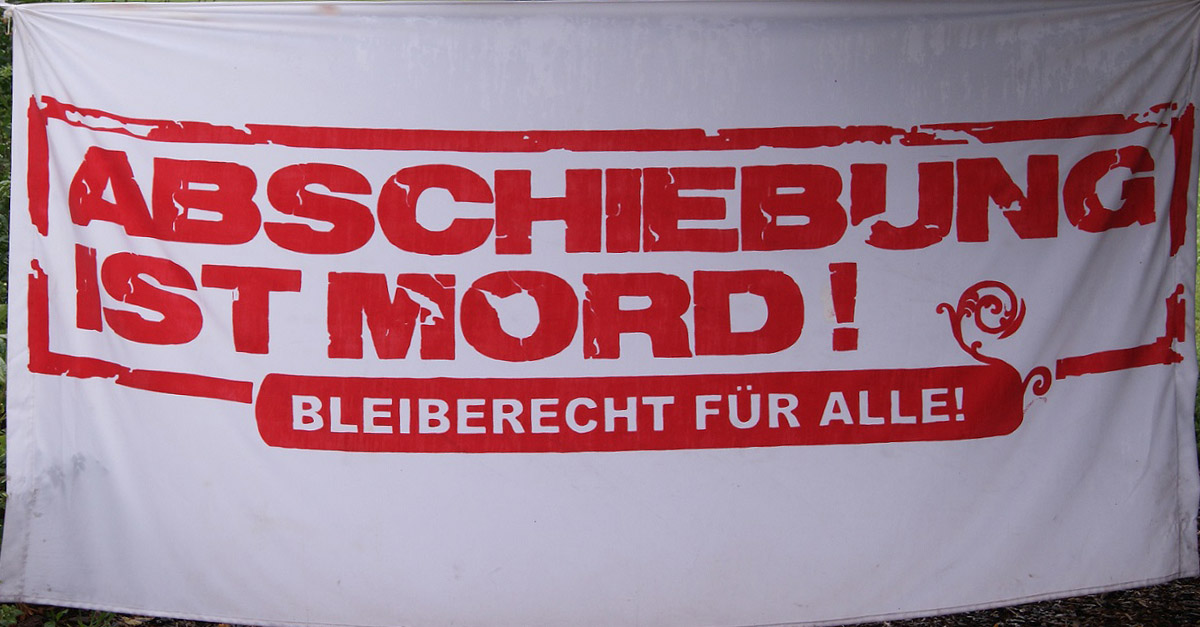 ABSCHIEBUNG
IST MORD!
BLEIBERECHT FÜR ALLE!